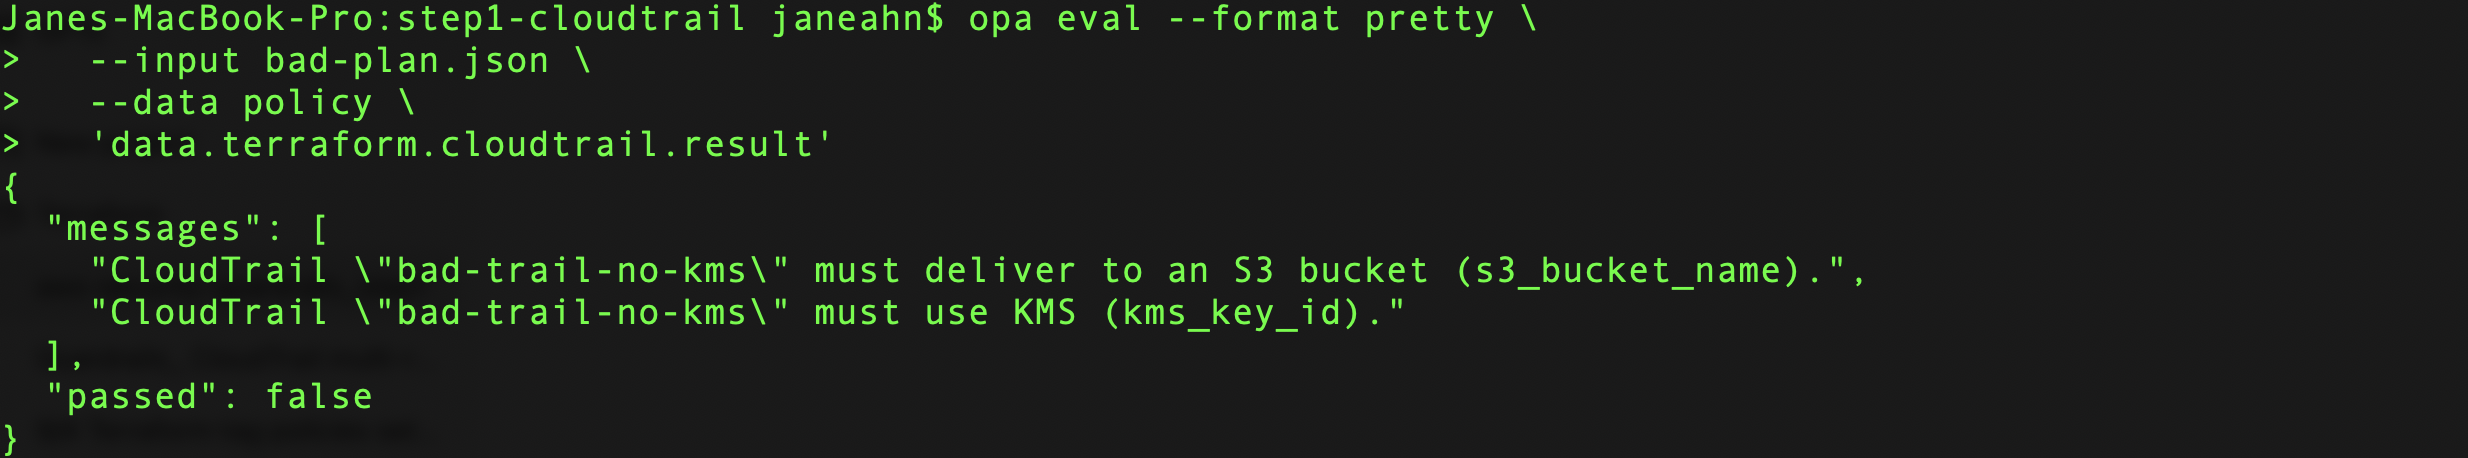 Janes-MacBook-Pro:step1-cloudtrail janeahn$ opa eval --format pretty \
>   --input bad-plan.json \
>   --data policy \
>   'data.terraform.cloudtrail.result'
{
  "messages": [
    "CloudTrail \"bad-trail-no-kms\" must deliver to an S3 bucket (s3_bucket_name).",
    "CloudTrail \"bad-trail-no-kms\" must use KMS (kms_key_id)."
  ],
  "passed": false
}